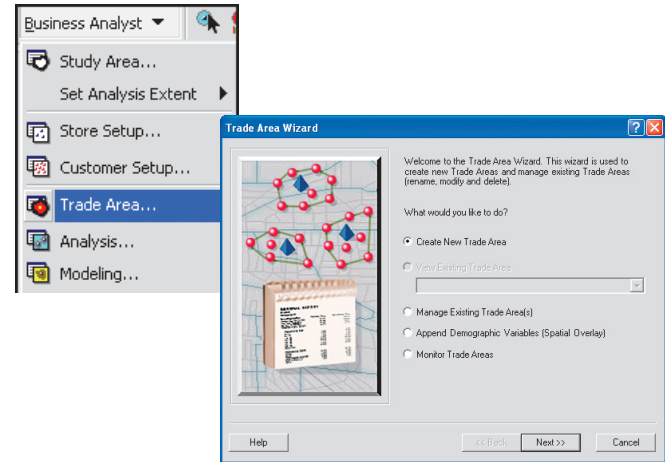 Business Analyst
Study Area...
Set Analysis Extent
Store Setup...
Customer Setup...
Trade Area...
Analysis...
Modeling...
Trade Area Wizard
Welcome to the Trade Area Wizard. This wizard is used to
create new Trade Areas and manage existing Trade Areas
(rename, modify and delete).
What would you like to do?
Create New Trade Area
View Existing Trade Area
Manage Existing Trade Area(s)
Append Demographic Variables (Spatial Overlay)
Monitor Trade Areas
Help
<< Back
Next >>
Cancel